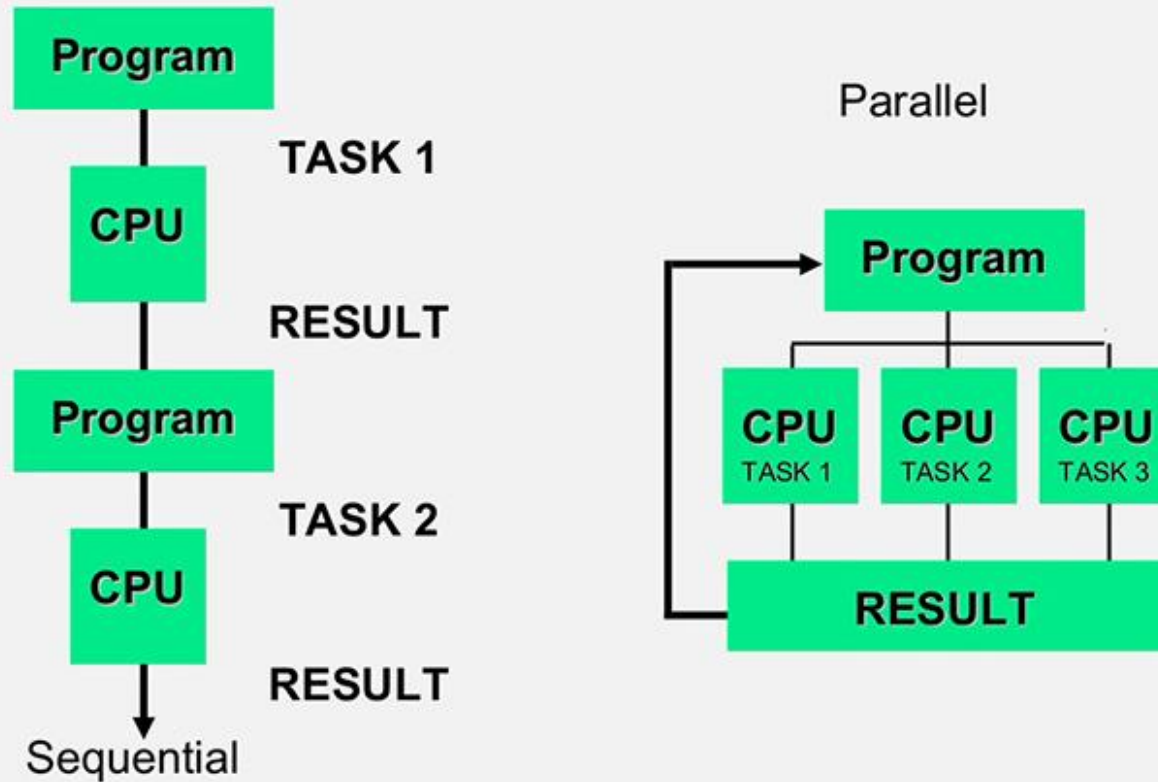 Program
TASK 1
CPU
RESULT
Program
TASK 2
CPU
RESULT
Sequential
Parallel
Program
CPU
TASK 1
CPU
TASK 2
CPU
TASK 3
RESULT